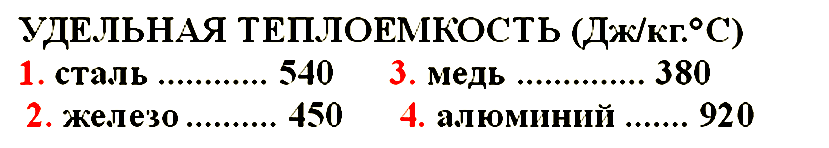 УДЕЛЬНАЯ ТЕПЛОЕМКОСТЬ (Дж/кг.°С)
1. сталь ............ 540 3. медь .............. 380
2. железо .......... 450 4. алюминий ....... 920